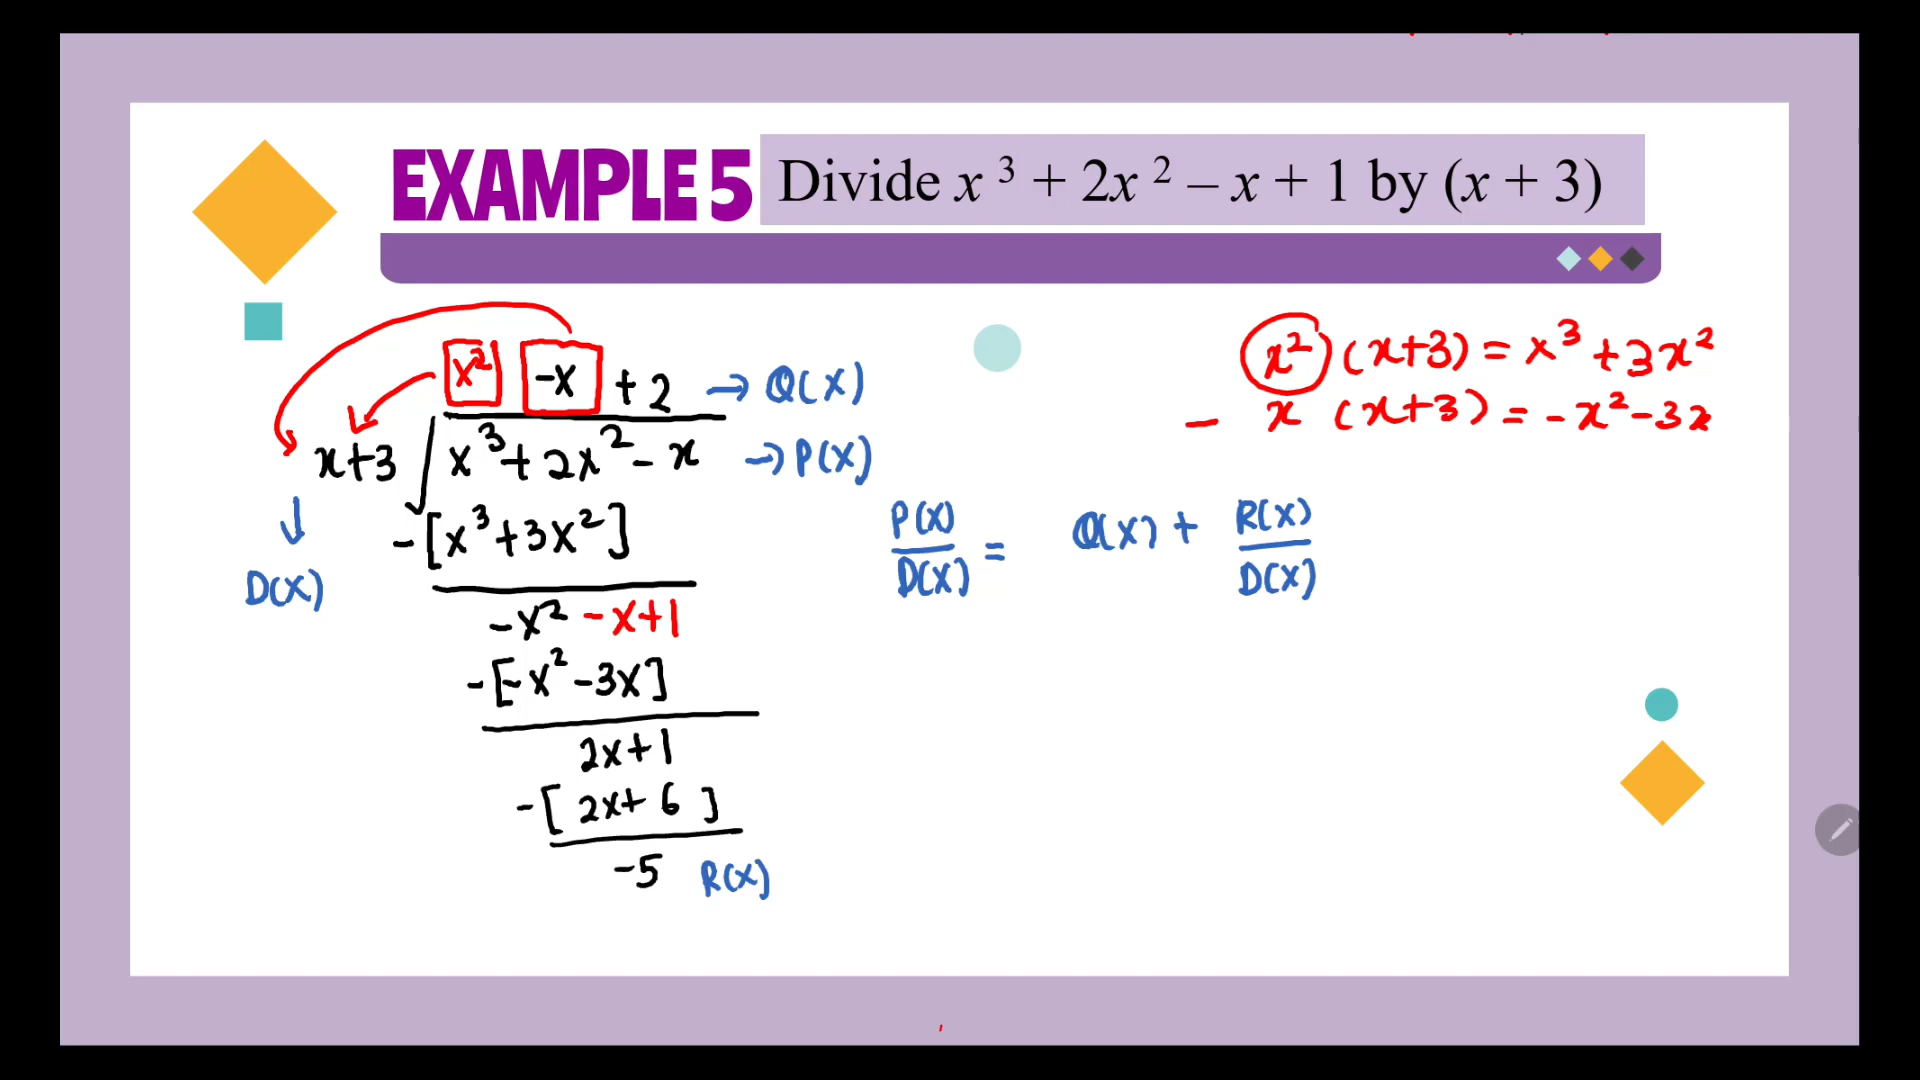 EXAMPLE 5 Divide x³ + 2x² – x + 1 by (x + 3)
x² -x + 2 → Q(x)
x+3 √ x³ + 2x² - x → P(x)
D(x)
-[x³+3x²]
-x² -x+1
-[-x² -3x]
2x+1
-[2x+6]
-5 R(x)
x² (x+3) = x³ + 3x²
- x (x+3) = -x² -3x
P(x)/D(x) = Q(x) + R(x)/D(x)